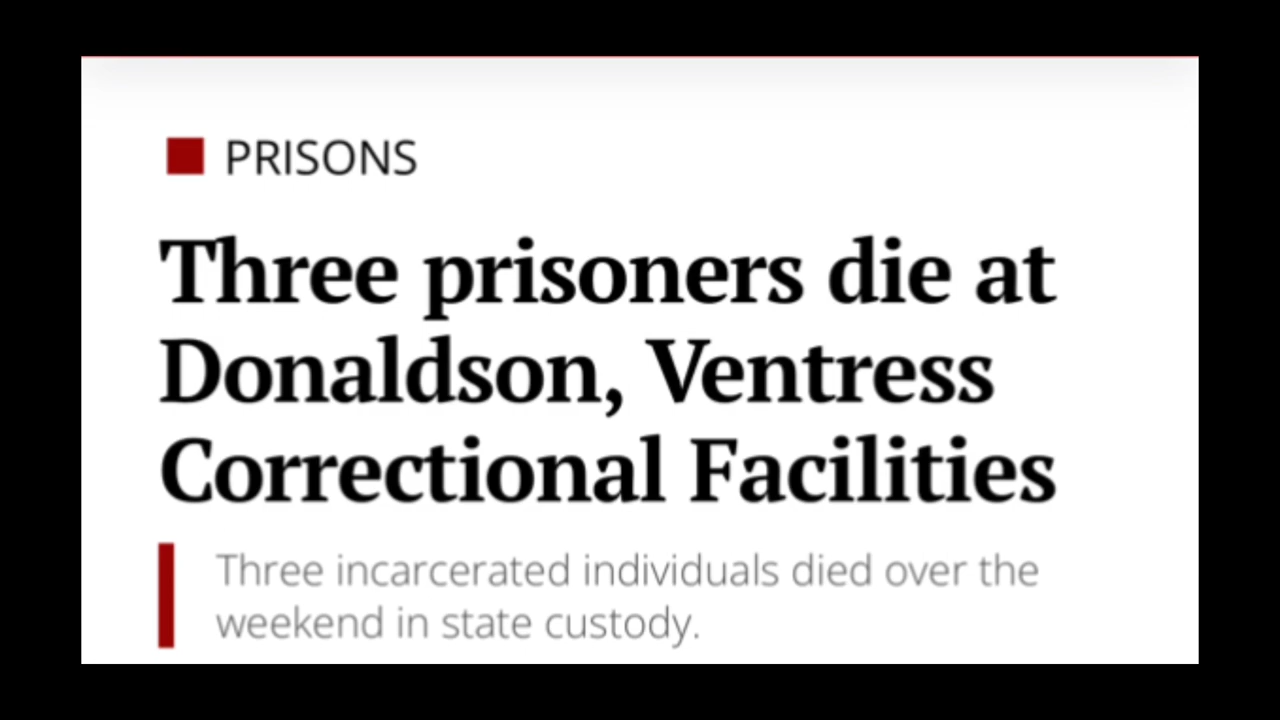 PRISONS
Three prisoners die at
Donaldson, Ventress
Correctional Facilities
Three incarcerated individuals died over the
weekend in state custody.